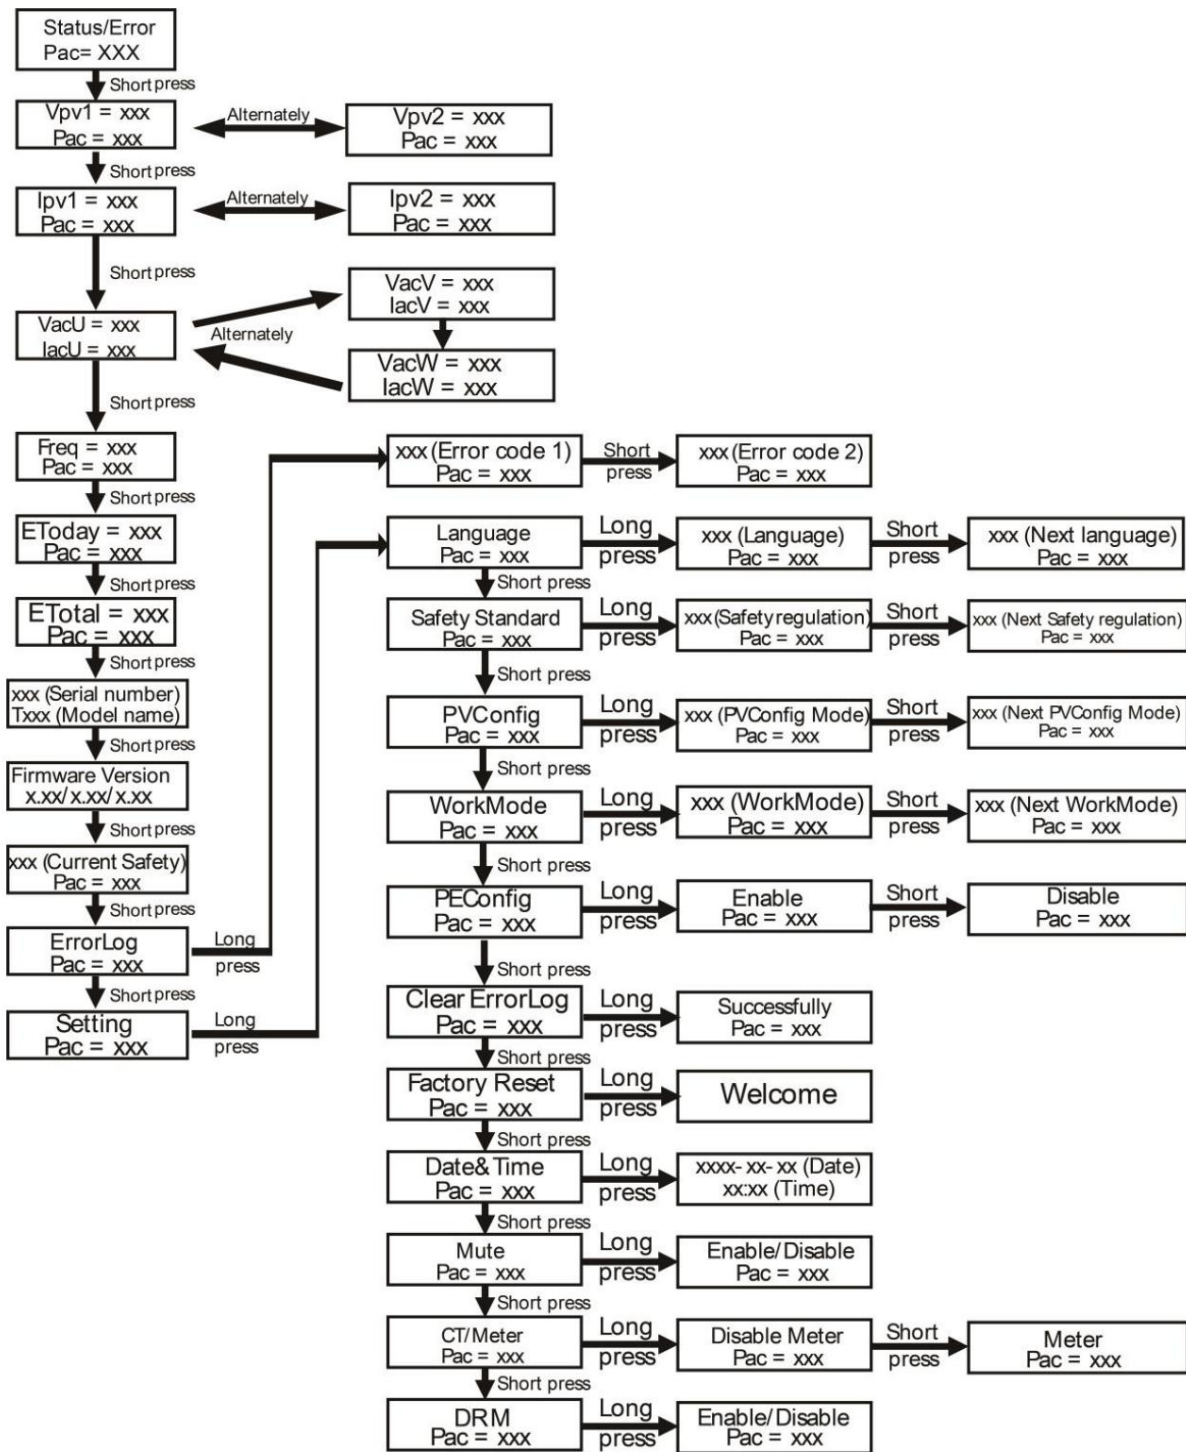 Status/Error
Pac= XXX
Short press
Vpv1 = xxx
Pac = xxx
Alternately
Vpv2 = xxx
Pac = xxx
Short press
Ipv1 = xxx
Pac = xxx
Alternately
Ipv2 = xxx
Pac = xxx
Short press
VacU = xxx
IacU = xxx
Alternately
VacV = xxx
IacV = xxx
VacW = xxx
IacW = xxx
Short press
Freq = xxx
Pac = xxx
Short press
EToday = xxx
Pac = xxx
Short press
ETotal = xxx
Pac = xxx
Short press
xxx (Serial number)
Txxx (Model name)
Short press
Firmware Version
x.xx/x.xx/x.xx
Short press
xxx (Current Safety)
Pac = xxx
Short press
ErrorLog
Pac = xxx
Long
press
Short press
Setting
Pac = xxx
Long
press
xxx (Error code 1)
Pac = xxx
Short
press
xxx (Error code 2)
Pac = xxx
Language
Pac = xxx
Long
press
xxx (Language)
Pac = xxx
Short
press
xxx (Next language)
Pac = xxx
Short press
Safety Standard
Pac = xxx
Long
press
xxx (Safety regulation)
Pac = xxx
Short
press
xxx (Next Safety regulation)
Pac = xxx
Short press
PVConfig
Pac = xxx
Long
press
xxx (PVConfig Mode)
Pac = xxx
Short
press
xxx (Next PVConfig Mode)
Pac = xxx
Short press
WorkMode
Pac = xxx
Long
press
xxx (WorkMode)
Pac = xxx
Short
press
xxx (Next WorkMode)
Pac = xxx
Short press
PEConfig
Pac = xxx
Long
press
Enable
Pac = xxx
Short
press
Disable
Pac = xxx
Short press
Clear ErrorLog
Pac = xxx
Long
press
Successfully
Pac = xxx
Short press
Factory Reset
Pac = xxx
Long
press
Welcome
Short press
Date&Time
Pac = xxx
Long
press
xxxx- xx- xx (Date)
xx:xx (Time)
Short press
Mute
Pac = xxx
Long
press
Enable/Disable
Pac = xxx
Short press
CT/Meter
Pac = xxx
Long
press
Disable Meter
Pac = xxx
Short
press
Meter
Pac = xxx
Short press
DRM
Pac = xxx
Long
press
Enable/Disable
Pac = xxx